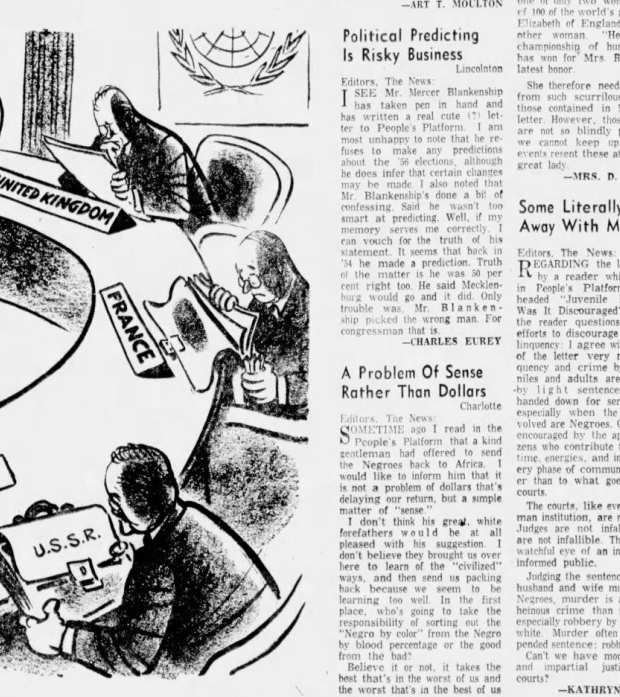 UNITED KINGDOM
FRANCE
U.S.S.R.
—ART T. MOULTON
Political Predicting
Is Risky Business
Lincolnton
Editors, The News:
I SEE Mr. Mercer Blankenship
has taken pen in hand and
has written a real cute (?) let-
ter to People's Platform. I am
most unhappy to note that he re-
fuses to make any predictions
about the '56 elections, although
he does infer that certain changes
may be made. I also noted that
Mr. Blankenship's done a bit of
confessing. Said he wasn't too
smart at predicting. Well, if my
memory serves me correctly, I
can vouch for the truth of his
statement. It seems that back in
'54 he made a prediction. Truth
of the matter is he was 50 per
cent right too. He said Mecklen-
burg would go and it did. Only
trouble was, Mr. Blanken-
ship picked the wrong man. For
congressman that is.
—CHARLES EUREY
A Problem Of Sense
Rather Than Dollars
Charlotte
Editors, The News:
SOMETIME ago I read in the
People's Platform that a kind
gentleman had offered to send
the Negroes back to Africa. I
would like to inform him that it
is not a problem of dollars that's
delaying our return, but a simple
matter of "sense."
I don't think his great, white
forefathers would be at all
pleased with his suggestion. I
don't believe they brought us over
here to learn of the "civilized"
ways, and then send us packing
back because we seem to be
learning too well. In the first
place, who's going to take the
responsibility of sorting out the
"Negro by color" from the Negro
by blood percentage or the good
from the bad?
Believe it or not, it takes the
best that's in the worst of us and
the worst that's in the best of us
of 100 of the world's
Elizabeth of England
other woman. "He
championship of hu
has won for Mrs. R
latest honor.
She therefore need
from such scurrilou
those contained in
letter. However, thos
are not so blindly p
we cannot keep up
events resent these at
great lady.
—MRS. D.
Some Literally
Away With M
Editors, The News:
REGARDING the l
by a reader whi
in People's Platfor
headed "Juvenile
Was It Discouraged?
the reader questions
efforts to discourage
linquency: I agree wi
of the letter very m
quency and crime by
niles and adults are
by light sentence
handed down for ser
especially when the
volved are Negroes. C
encouraged by the ap
zens who contribute t
time, energies, and in
ery phase of commun
er than to what goe
courts.
The courts, like eve
man institution, are n
Judges are not infal
are not infallible. Th
watchful eye of an in
informed public.
Judging the sentenc
husband and wife mu
Negroes, murder is a
heinous crime than
especially robbery by
white. Murder often
pended sentence; robb
Can't we have mor
and impartial justi
courts?
—KATHRYN